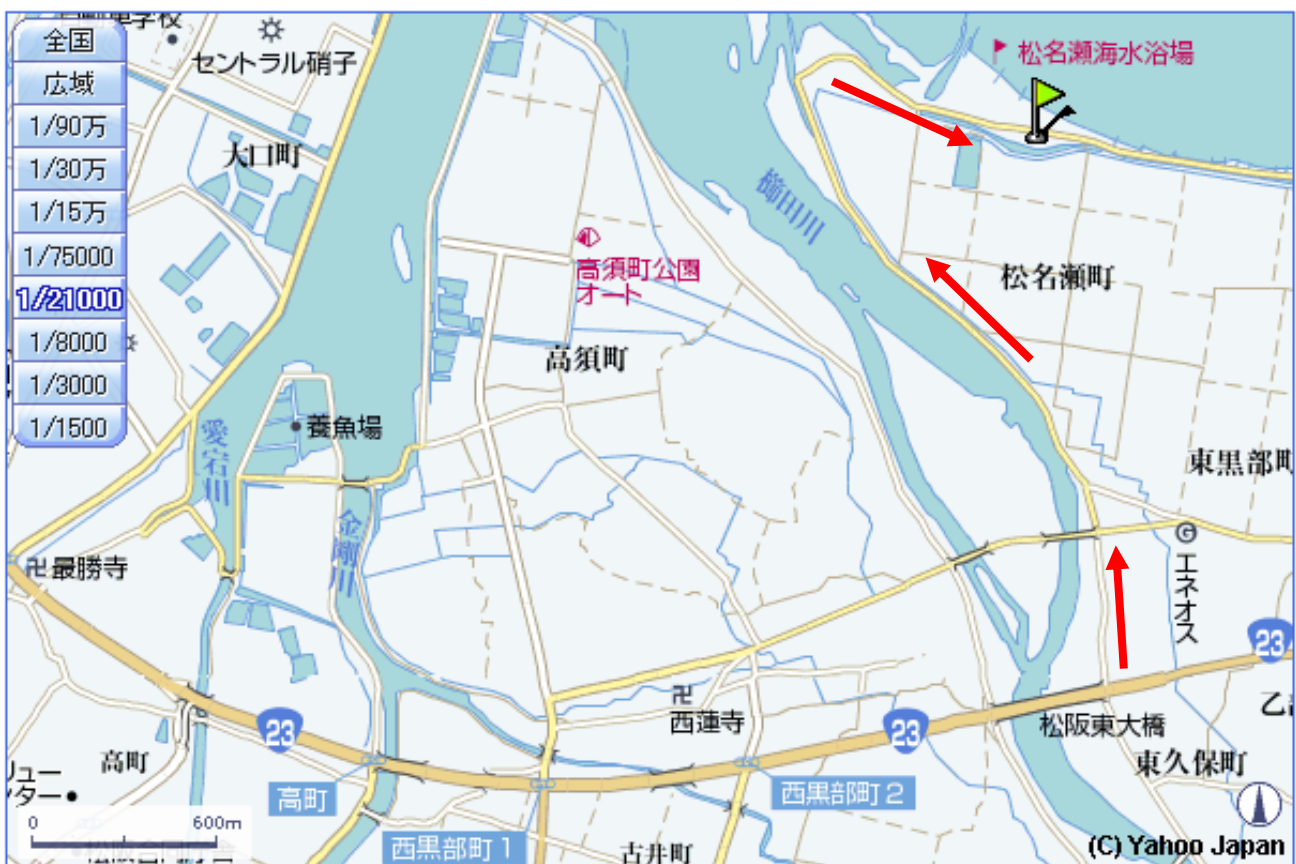 全国
広域
1/90万
1/30万
1/15万
1/75000
1/21000
1/8000
1/3000
1/1500
セントラル硝子
大口町
松名瀬海水浴場
櫛田川
高須町公園
オート
松名瀬町
高須町
養魚場
愛宕川
金剛川
東黒部町
最勝寺
エネオス
23
西蓮寺
23
23
松阪東大橋
高町
東久保町
高町
西黒部町2
西黒部町1
古井町
0 600m
(C) Yahoo Japan